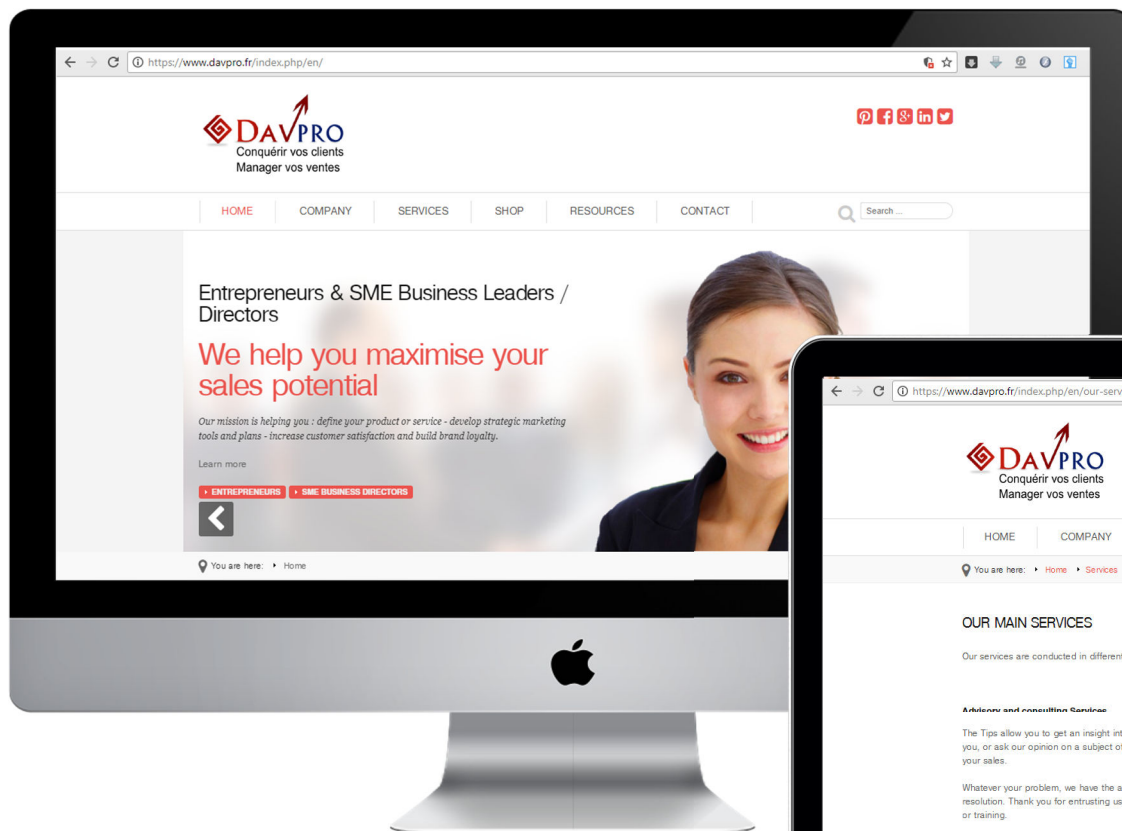 https://www.davpro.fr/index.php/en/
DAVPRO
Conquérir vos clients
Manager vos ventes
HOME COMPANY SERVICES SHOP RESOURCES CONTACT
Search ...
Entrepreneurs & SME Business Leaders /
Directors
We help you maximise your
sales potential
Our mission is helping you : define your product or service - develop strategic marketing
tools and plans - increase customer satisfaction and build brand loyalty.
Learn more
ENTREPRENEURS SME BUSINESS DIRECTORS
You are here: Home
https://www.davpro.fr/index.php/en/our-serv
DAVPRO
Conquérir vos clients
Manager vos ventes
HOME COMPANY
You are here: Home Services
OUR MAIN SERVICES
Our services are conducted in different
Advisory and consulting Services
The Tips allow you to get an insight int
you, or ask our opinion on a subject of
your sales.
Whatever your problem, we have the a
resolution. Thank you for entrusting us
or training.